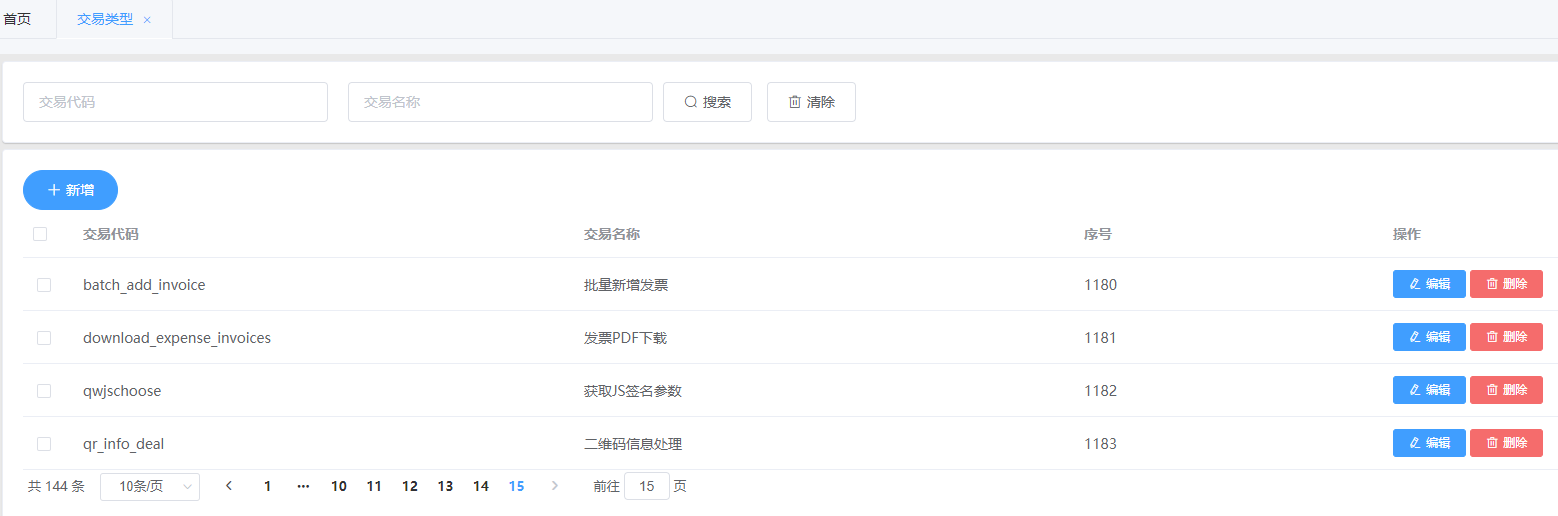 首页 交易类型 ×
交易代码 交易名称 搜索 清除
+ 新增
交易代码 交易名称 序号 操作
batch_add_invoice 批量新增发票 1180 编辑 删除
download_expense_invoices 发票PDF下载 1181 编辑 删除
qwjschoose 获取JS签名参数 1182 编辑 删除
qr_info_deal 二维码信息处理 1183 编辑 删除
共 144 条 10条/页 < 1 ··· 10 11 12 13 14 15 > 前往 15 页